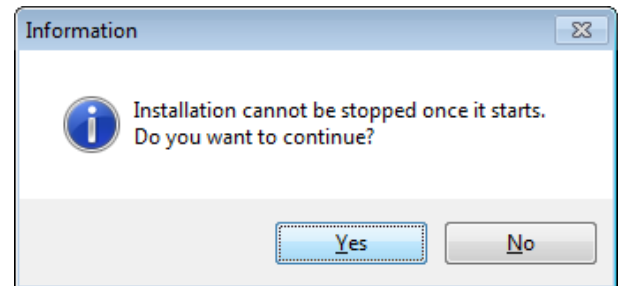 Information
Installation cannot be stopped once it starts.
Do you want to continue?
Yes
No